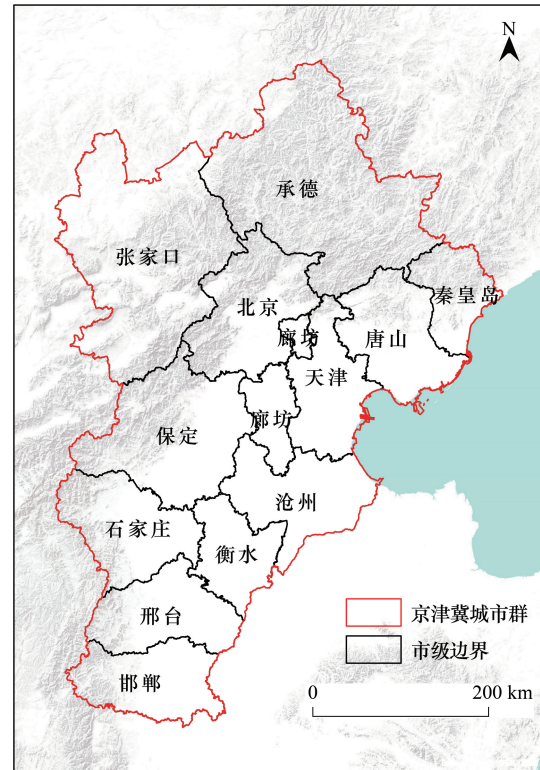 N
承德
张家口
秦皇岛
北京
廊坊
唐山
天津
廊坊
保定
沧州
石家庄
衡水
邢台
邯郸
京津冀城市群
市级边界
0 200 km